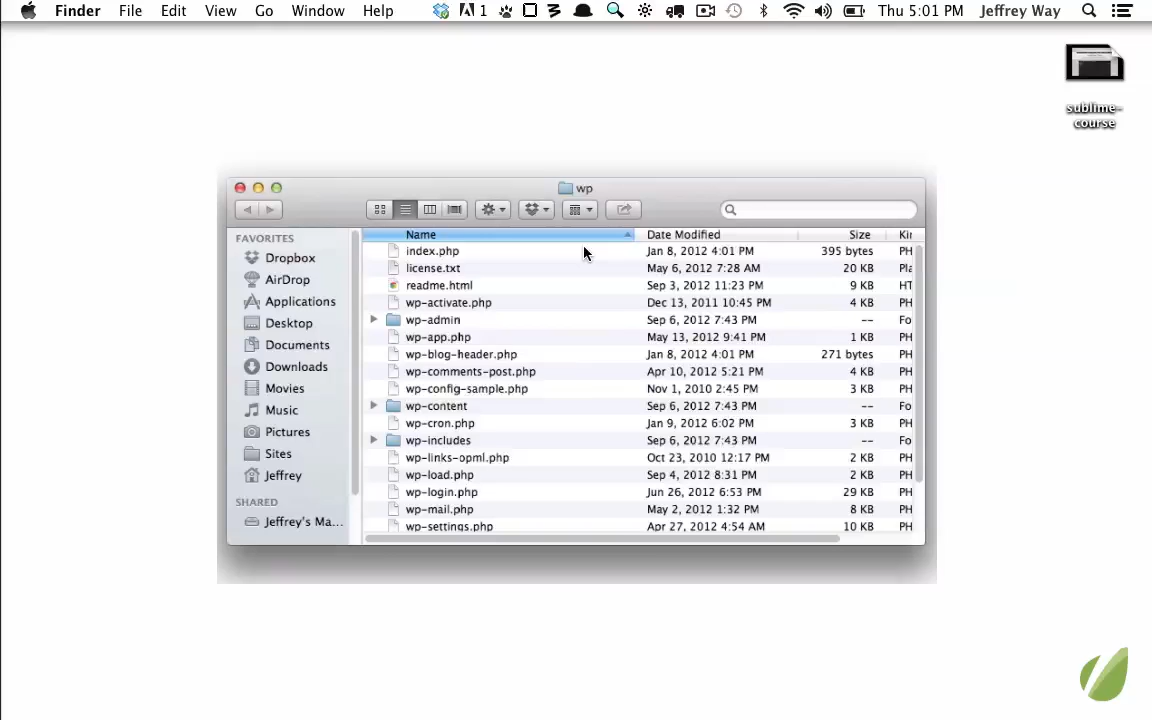 Finder File Edit View Go Window Help 1 Thu 5:01 PM Jeffrey Way
sublime-
course
wp
FAVORITES
Dropbox
AirDrop
Applications
Desktop
Documents
Downloads
Movies
Music
Pictures
Sites
Jeffrey
SHARED
Jeffrey's Ma...
Name Date Modified Size Kir
index.php Jan 8, 2012 4:01 PM 395 bytes PH
license.txt May 6, 2012 7:28 AM 20 KB Pla
readme.html Sep 3, 2012 11:23 PM 9 KB HT
wp-activate.php Dec 13, 2011 10:45 PM 4 KB PH
wp-admin Sep 6, 2012 7:43 PM -- Fo
wp-app.php May 13, 2012 9:41 PM 1 KB PH
wp-blog-header.php Jan 8, 2012 4:01 PM 271 bytes PH
wp-comments-post.php Apr 10, 2012 5:21 PM 4 KB PH
wp-config-sample.php Nov 1, 2010 2:45 PM 3 KB PH
wp-content Sep 6, 2012 7:43 PM -- Fo
wp-cron.php Jan 9, 2012 6:02 PM 3 KB PH
wp-includes Sep 6, 2012 7:43 PM -- Fo
wp-links-opml.php Oct 23, 2010 12:17 PM 2 KB PH
wp-load.php Sep 4, 2012 8:31 PM 2 KB PH
wp-login.php Jun 26, 2012 6:53 PM 29 KB PH
wp-mail.php May 2, 2012 1:32 PM 8 KB PH
wp-settings.php Apr 27, 2012 4:54 AM 10 KB PH